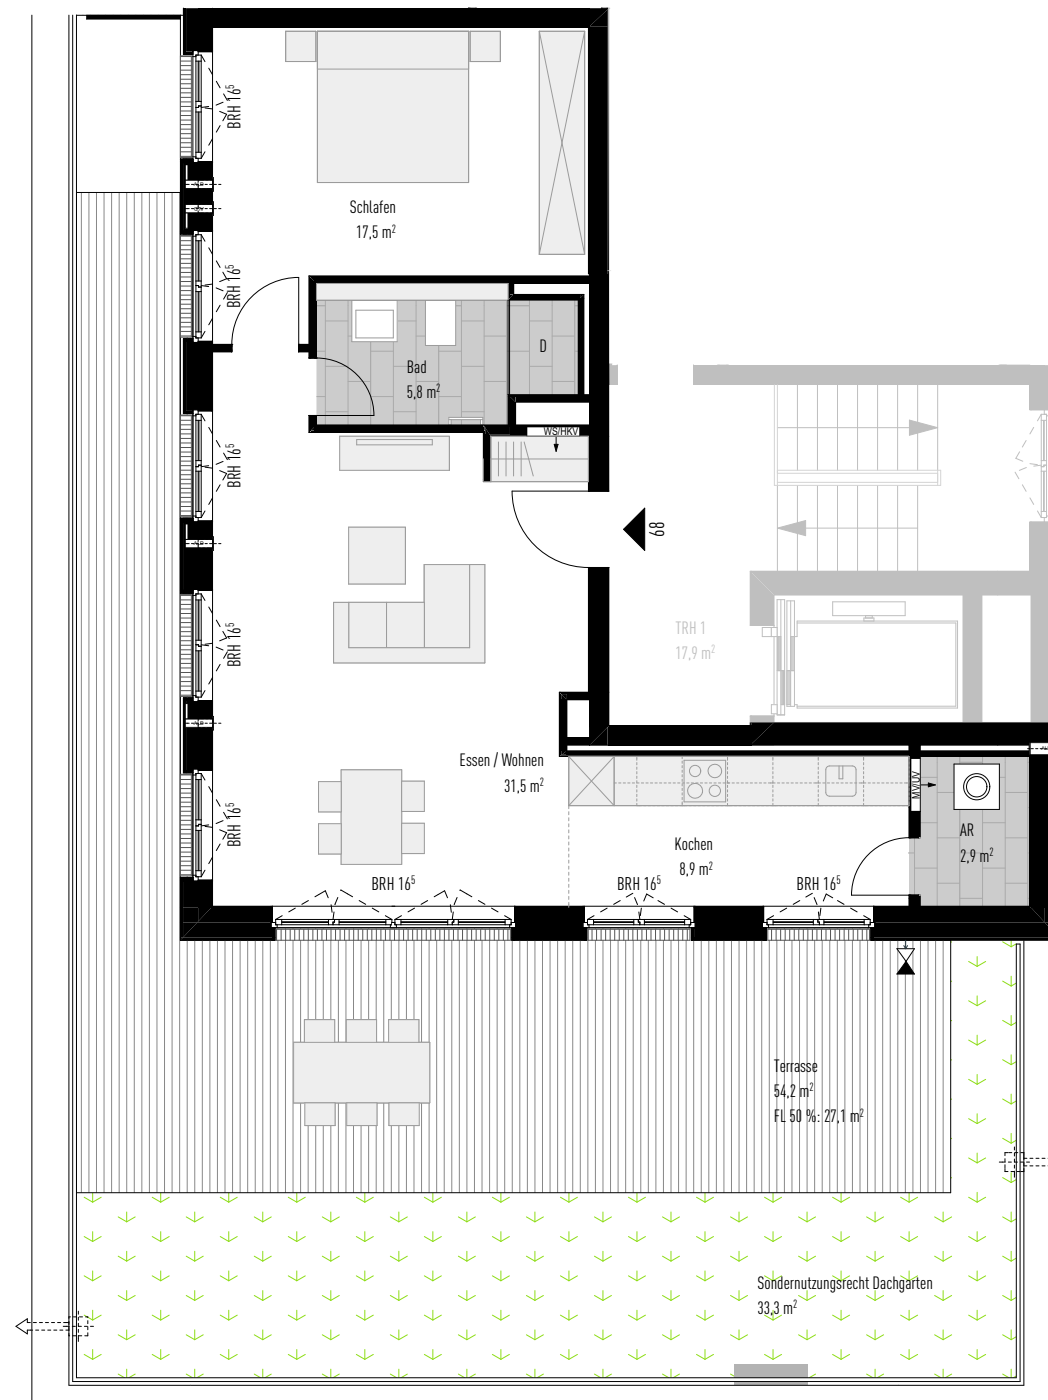 BRH 16⁵
Schlafen
17,5 m²
BRH 16⁵
Bad
5,8 m²
D
WS/HKV
BRH 16⁵
68
TRH 1
17,9 m²
BRH 16⁵
Essen / Wohnen
31,5 m²
MV/UV
BRH 16⁵
Kochen
8,9 m²
AR
2,9 m²
BRH 16⁵
BRH 16⁵
BRH 16⁵
Terrasse
54,2 m²
FL 50 %: 27,1 m²
Sondernutzungsrecht Dachgarten
33,3 m²